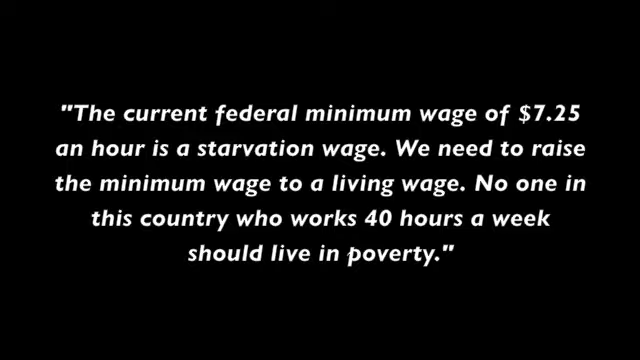 "The current federal minimum wage of $7.25
an hour is a starvation wage. We need to raise
the minimum wage to a living wage. No one in
this country who works 40 hours a week
should live in poverty."